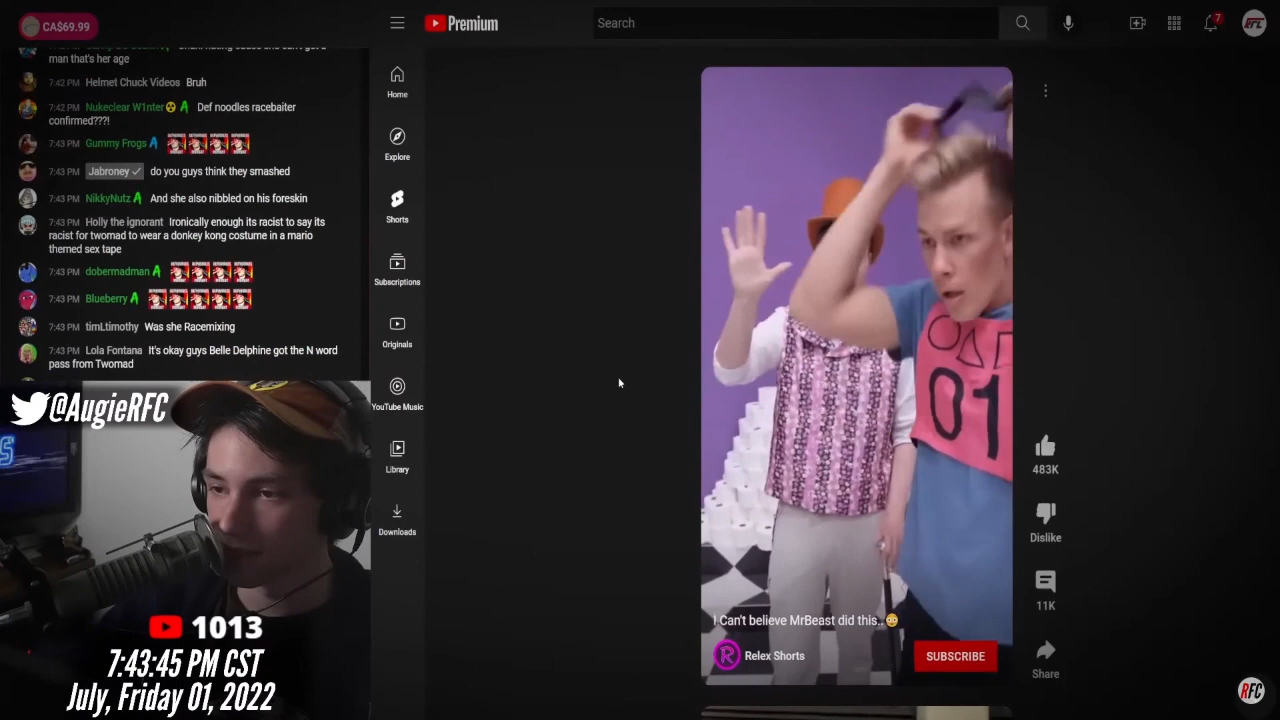 CA$69.99
man that's her age
7:42 PM Helmet Chuck Videos Bruh
7:42 PM Nukeclear W1nter☢️ Def noodles racebaiter
confirmed???!
7:43 PM Gummy Frogs
7:43 PM Jabroney ✓ do you guys think they smashed
7:43 PM NikkyNutz And she also nibbled on his foreskin
7:43 PM Holly the ignorant Ironically enough its racist to say its
racist for twomad to wear a donkey kong costume in a mario
themed sex tape
7:43 PM dobermadman
7:43 PM Blueberry
7:43 PM timLtimothy Was she Racemixing
7:43 PM Lola Fontana It's okay guys Belle Delphine got the N word
pass from Twomad
@AugieRFC
S
1013
7:43:45 PM CST
July, Friday 01, 2022
Premium
Search
7
RFC
Home
Explore
Shorts
Subscriptions
Originals
YouTube Music
Library
Downloads
01
I Can't believe MrBeast did this..😳
R
Relex Shorts
SUBSCRIBE
483K
Dislike
11K
Share
RFC